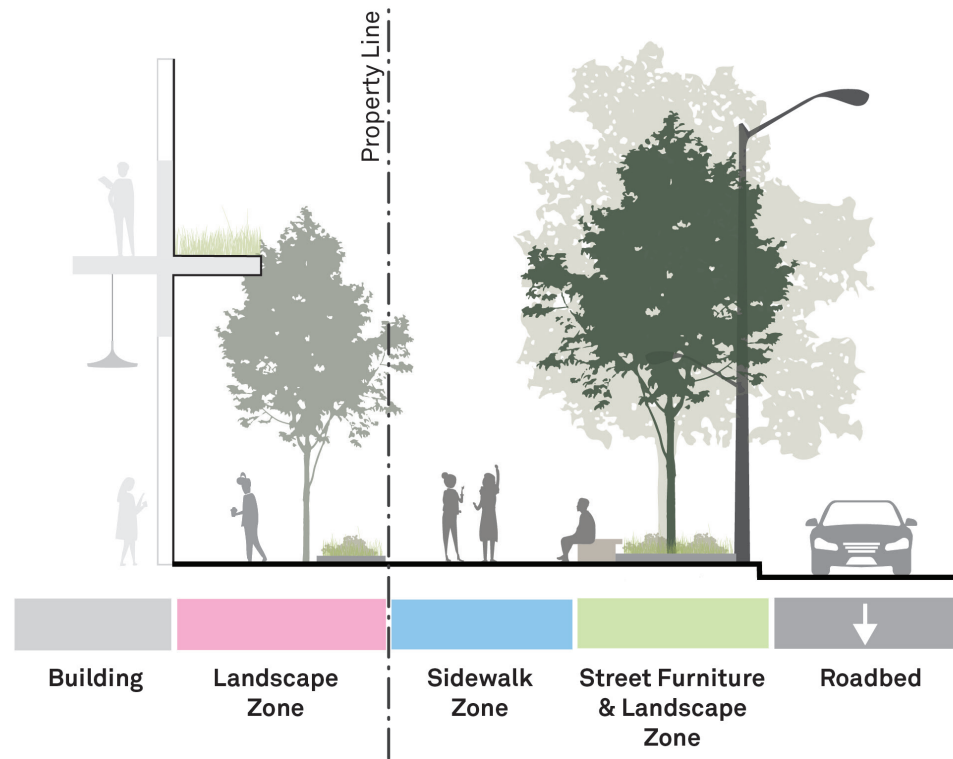 Property Line
Building
Landscape
Zone
Sidewalk
Zone
Street Furniture
& Landscape
Zone
Roadbed